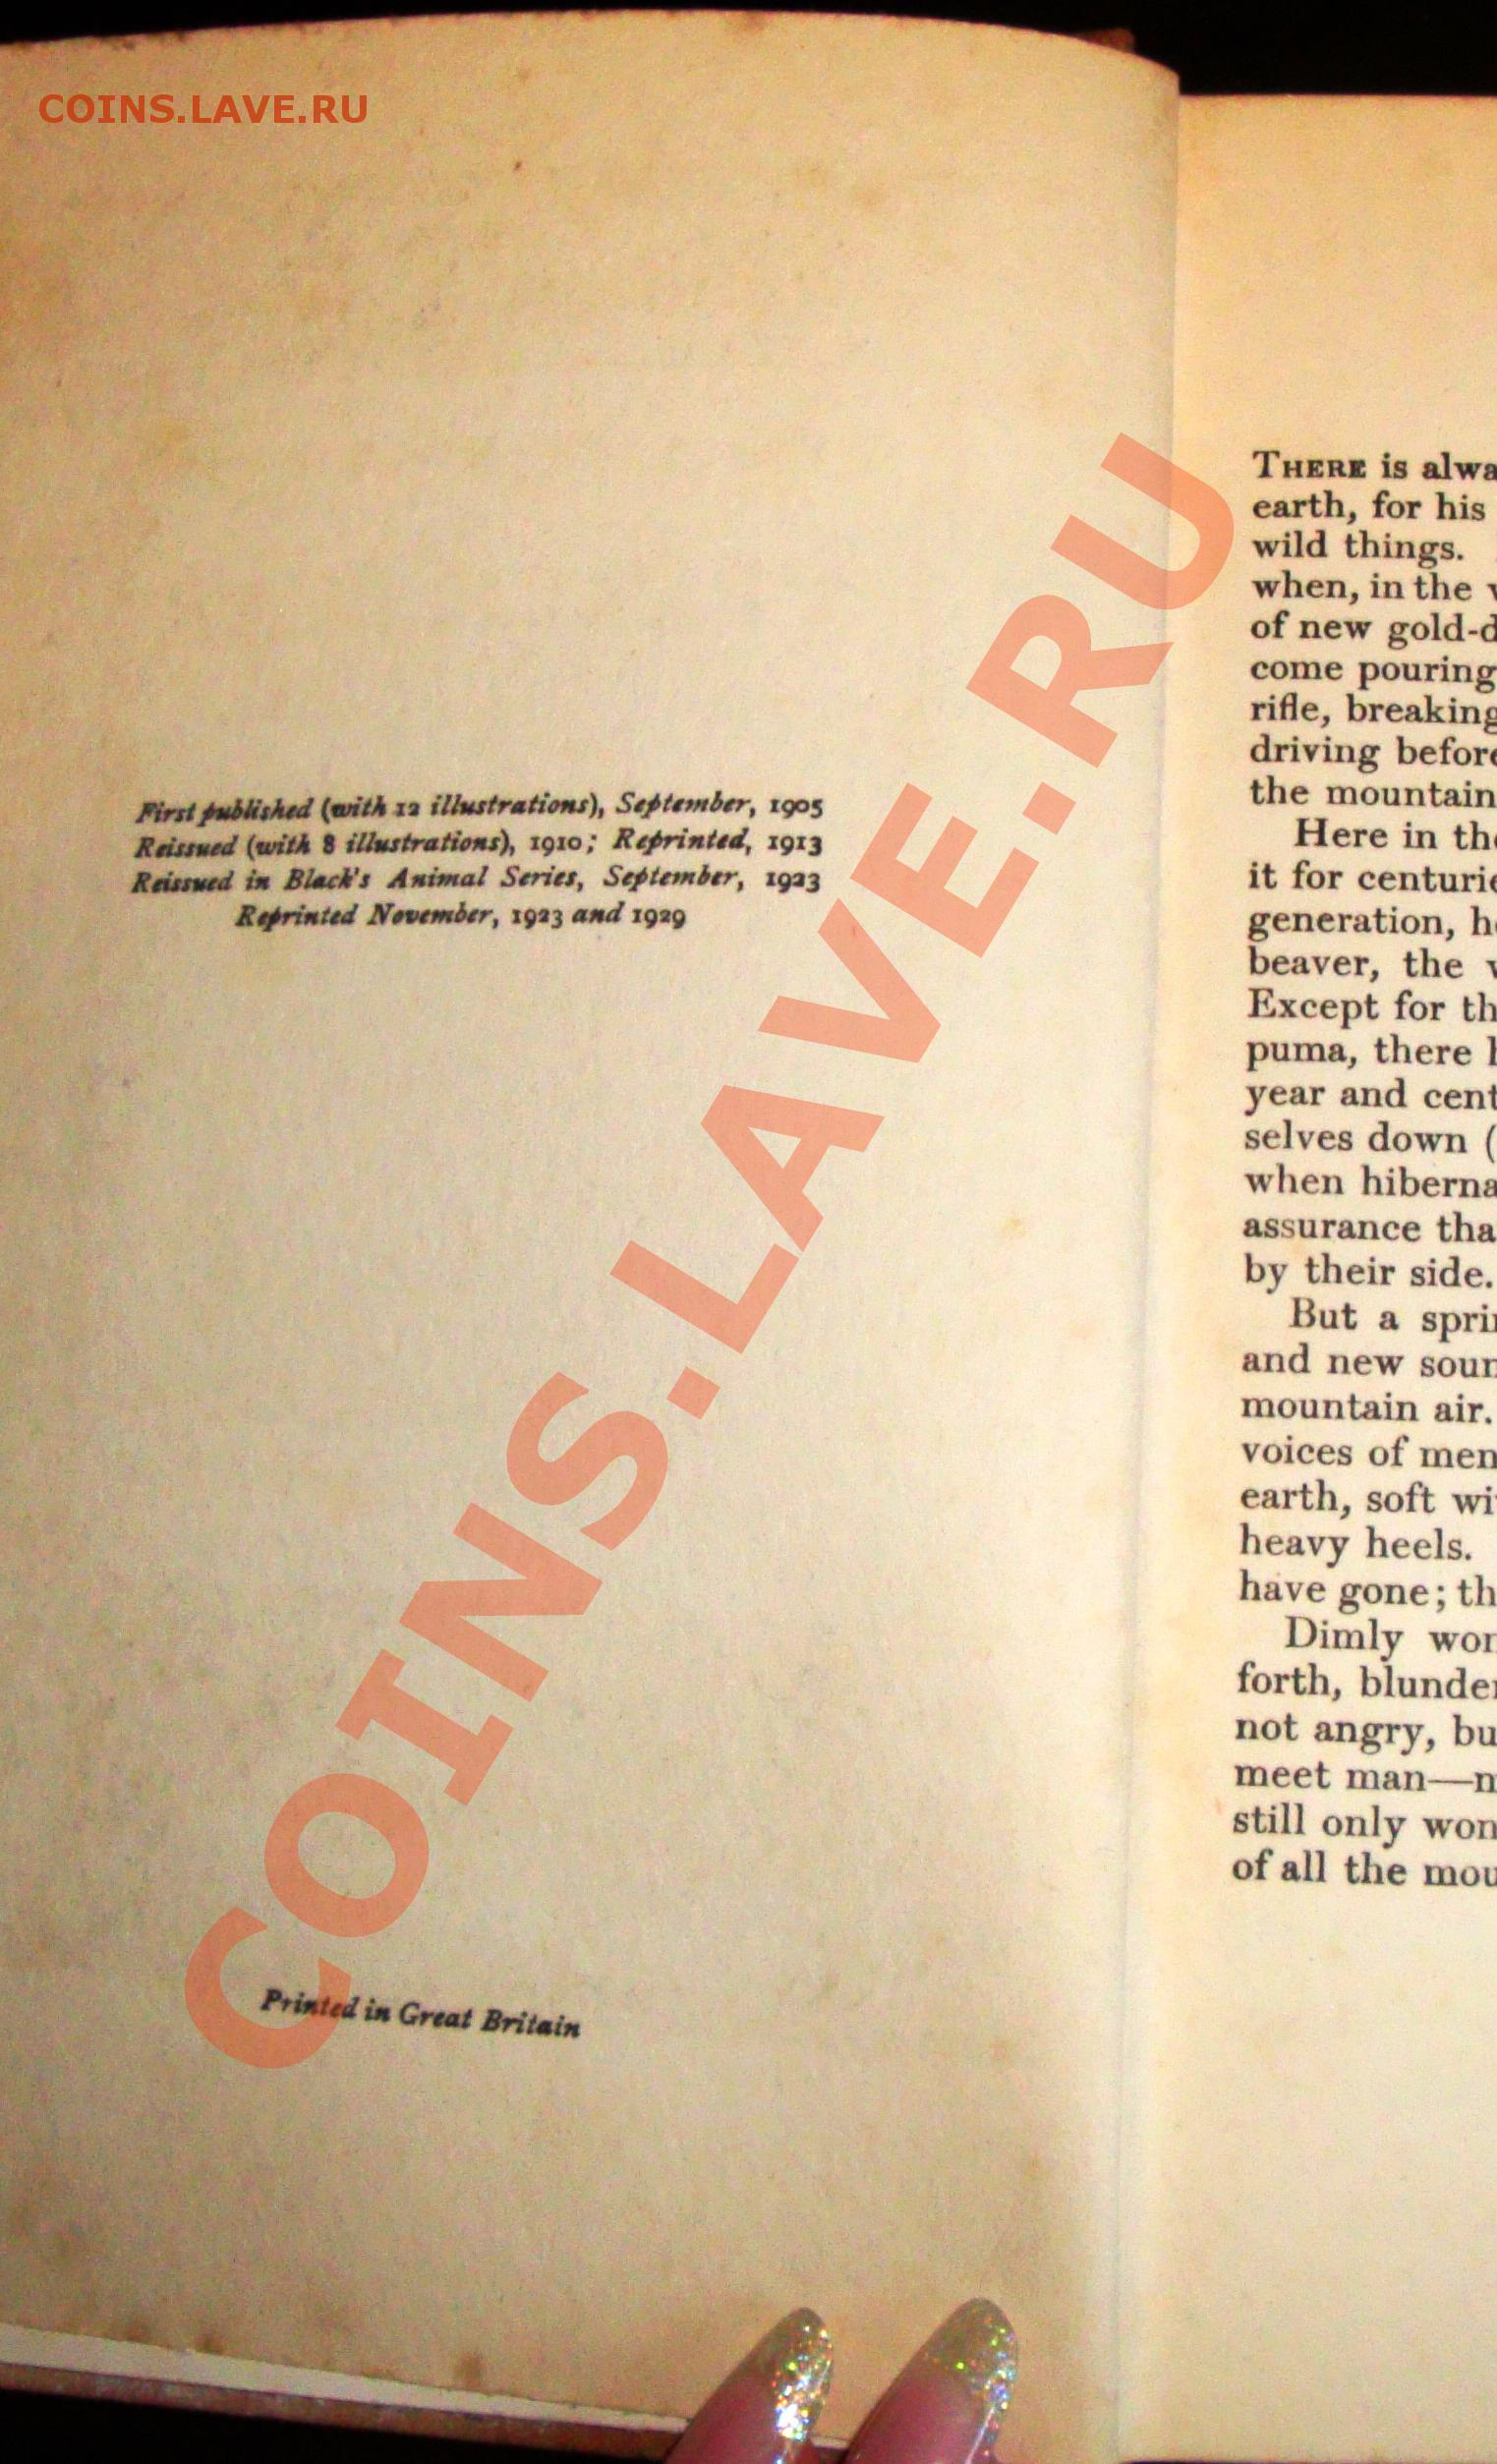 COINS.LAVE.RU
First published (with 12 illustrations), September, 1905
Reissued (with 8 illustrations), 1910; Reprinted, 1913
Reissued in Black's Animal Series, September, 1923
Reprinted November, 1923 and 1929
Printed in Great Britain
COINS.LAVE.RU
THERE is alwa
earth, for his
wild things.
when, in the
of new gold-d
come pouring
rifle, breaking
driving before
the mountain
Here in the
it for centurie
generation, he
beaver, the
Except for th
puma, there
year and cent
selves down (
when hiberna
assurance tha
by their side.
But a sprin
and new soun
mountain air.
voices of men
earth, soft wi
heavy heels.
have gone; th
Dimly won
forth, blunder
not angry, bu
meet man—n
still only won
of all the mou